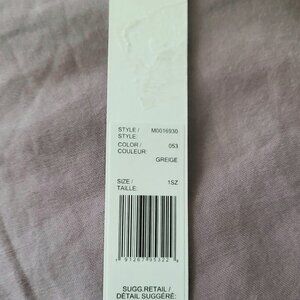 STYLE / M0016930
STYLE:
COLOR / 053
COULEUR:
GREIGE
SIZE / 1SZ
TAILLE:
SUGG.RETAIL /
DÉTAIL SUGGÉRÉ: